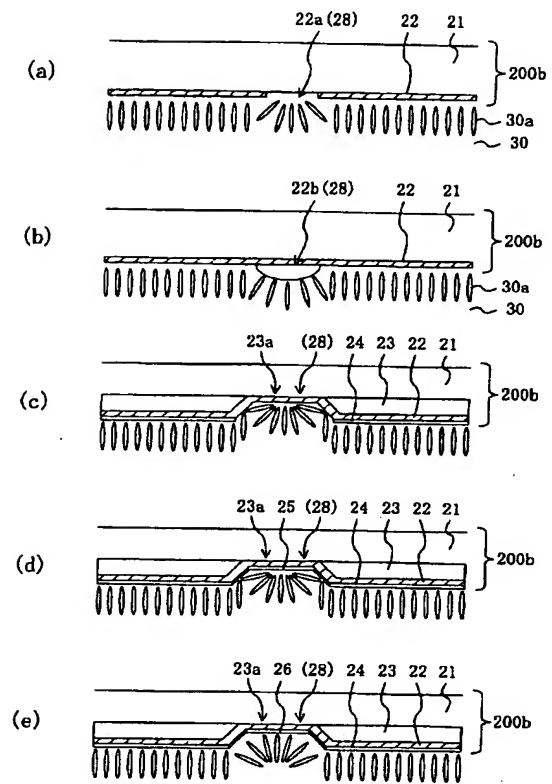 22a (28) 22 21
(a) 200b
30a
30
22b (28) 22 21
(b) 200b
30a
30
23a (28) 24 23 22 21
(c) 200b
23a 25 (28) 24 23 22 21
(d) 200b
23a 26 (28) 24 23 22 21
(e) 200b